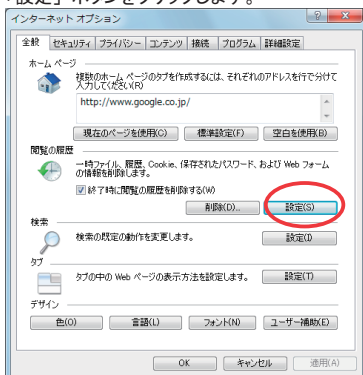 「設定」ボタンをクリックします。
インターネット オプション
全般 セキュリティ プライバシー コンテンツ 接続 プログラム 詳細設定
ホーム ページ
複数のホーム ページのタブを作成するには、それぞれのアドレスを行で分けて
入力してください(R)
http://www.google.co.jp/
現在のページを使用(C) 標準設定(F) 空白を使用(B)
閲覧の履歴
一時ファイル、履歴、Cookie、保存されたパスワード、および Web フォーム
の情報を削除します。
終了時に閲覧の履歴を削除する(W)
削除(D)... 設定(S)
検索
検索の既定の動作を変更します。 設定(I)
タブ
タブの中の Web ページの表示方法を設定します。 設定(T)
デザイン
色(O) 言語(L) フォント(N) ユーザー補助(E)
OK キャンセル 適用(A)